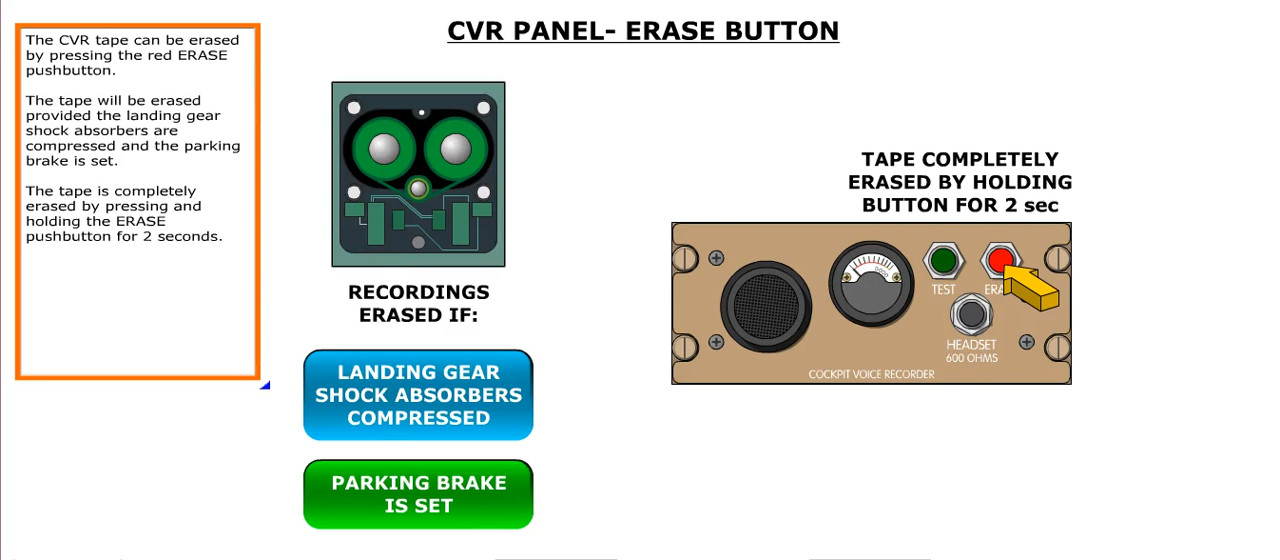 CVR PANEL- ERASE BUTTON
The CVR tape can be erased
by pressing the red ERASE
pushbutton.
The tape will be erased
provided the landing gear
shock absorbers are
compressed and the parking
brake is set.
The tape is completely
erased by pressing and
holding the ERASE
pushbutton for 2 seconds.
RECORDINGS
ERASED IF:
LANDING GEAR
SHOCK ABSORBERS
COMPRESSED
PARKING BRAKE
IS SET
TAPE COMPLETELY
ERASED BY HOLDING
BUTTON FOR 2 sec
TEST
HEADSET
600 OHMS
COCKPIT VOICE RECORDER